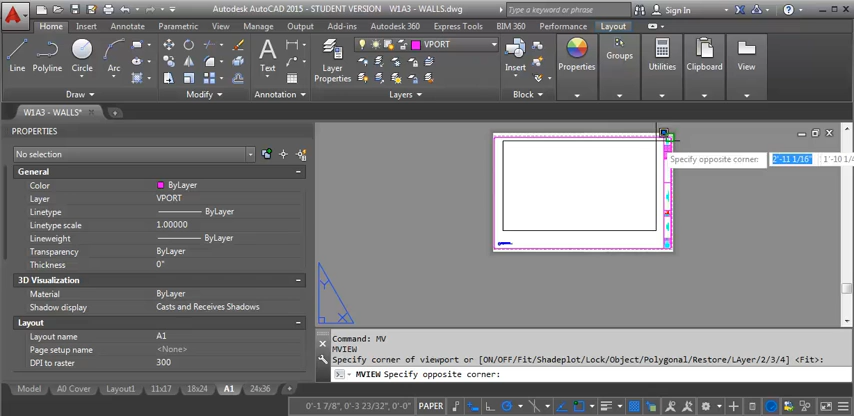 Autodesk AutoCAD 2015 - STUDENT VERSION W1A3 - WALLS.dwg
Type a keyword or phrase
Sign In
Home Insert Annotate Parametric View Manage Output Add-ins Autodesk 360 Express Tools BIM 360 Performance Layout
VPORT
Line Polyline Circle Arc Text Layer Properties Insert Properties Groups Utilities Clipboard View
Draw Modify Annotation Layers Block
W1A3 - WALLS*
PROPERTIES
No selection
General
Color ByLayer
Layer VPORT
Linetype ByLayer
Linetype scale 1.00000
Lineweight ByLayer
Transparency ByLayer
Thickness 0"
3D Visualization
Material ByLayer
Shadow display Casts and Receives Shadows
Layout
Layout name A1
Page setup name <None>
DPI to raster 300
Specify opposite corner: 2'-11 1/16" 1'-10 1/4
Y
X
Command: MV
MVIEW
Specify corner of viewport or [ON/OFF/Fit/Shadeplot/Lock/Object/Polygonal/Restore/LAyer/2/3/4] <Fit>:
MVIEW Specify opposite corner:
Model A0 Cover Layout1 11x17 18x24 A1 24x36 +
0'-1 7/8", 0'-3 23/32", 0'-0" PAPER